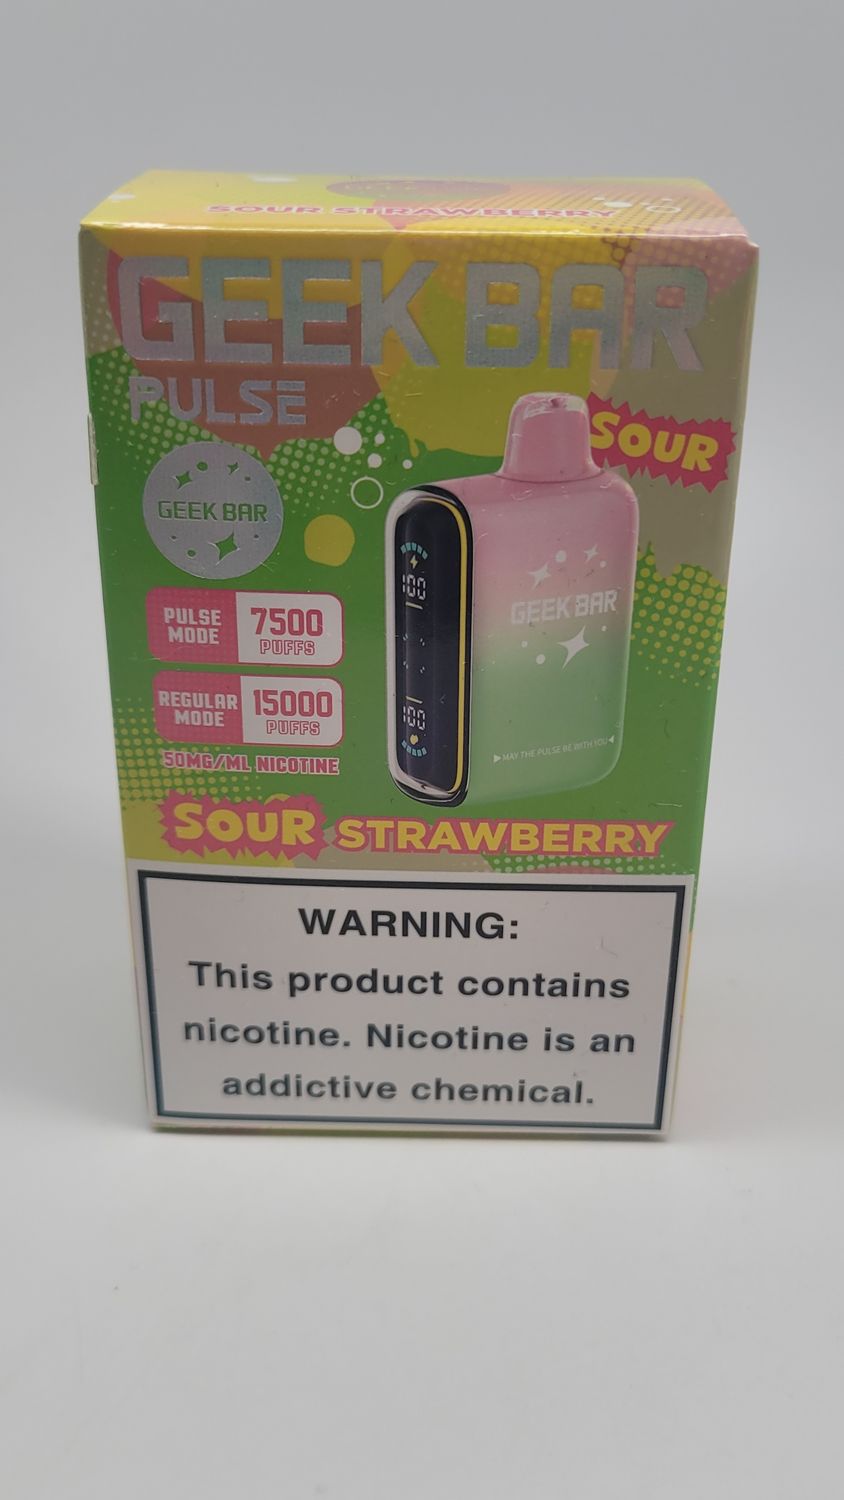 SOUR STRAWBERRY
GEEK BAR
PULSE
SOUR
GEEK BAR
PULSE
MODE
7500
PUFFS
REGULAR
MODE
15000
PUFFS
50MG/ML NICOTINE
100
100
GEEK BAR
MAY THE PULSE BE WITH YOU
SOUR STRAWBERRY
WARNING:
This product contains
nicotine. Nicotine is an
addictive chemical.